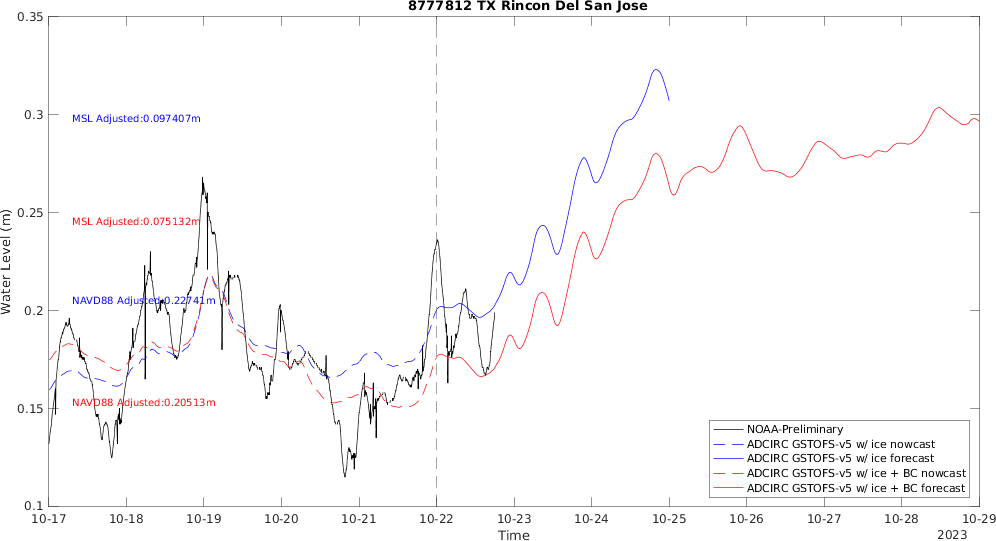 8777812 TX Rincon Del San Jose
0.35
0.3
0.25
0.2
0.15
0.1
Water Level (m)
MSL Adjusted:0.097407m
MSL Adjusted:0.075132m
NAVD88 Adjusted:0.22741m
NAVD88 Adjusted:0.20513m
NOAA-Preliminary
ADCIRC GSTOFS-v5 w/ ice nowcast
ADCIRC GSTOFS-v5 w/ ice forecast
ADCIRC GSTOFS-v5 w/ ice + BC nowcast
ADCIRC GSTOFS-v5 w/ ice + BC forecast
10-17 10-18 10-19 10-20 10-21 10-22 10-23 10-24 10-25 10-26 10-27 10-28 10-29
Time
2023